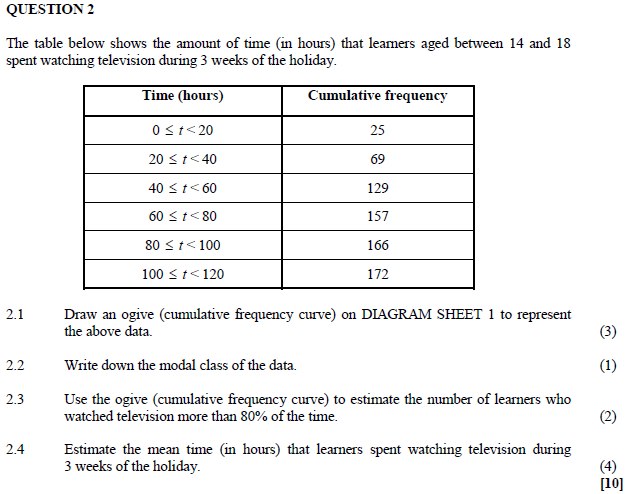 QUESTION 2
The table below shows the amount of time (in hours) that learners aged between 14 and 18
spent watching television during 3 weeks of the holiday.
Time (hours) Cumulative frequency
0 ≤ t < 20 25
20 ≤ t < 40 69
40 ≤ t < 60 129
60 ≤ t < 80 157
80 ≤ t < 100 166
100 ≤ t < 120 172
2.1 Draw an ogive (cumulative frequency curve) on DIAGRAM SHEET 1 to represent
the above data. (3)
2.2 Write down the modal class of the data. (1)
2.3 Use the ogive (cumulative frequency curve) to estimate the number of learners who
watched television more than 80% of the time. (2)
2.4 Estimate the mean time (in hours) that learners spent watching television during
3 weeks of the holiday. (4)
[10]